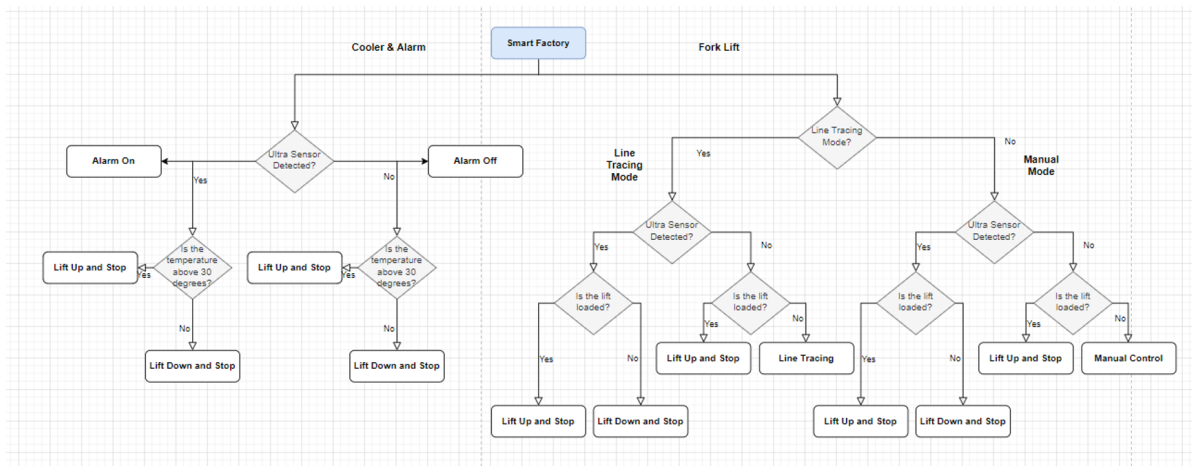 Smart Factory
Cooler & Alarm
Fork Lift
Line Tracing
Mode?
Alarm On
Ultra Sensor
Detected?
Alarm Off
Yes
No
Line
Tracing
Mode
Yes
No
Manual
Mode
Ultra Sensor
Detected?
Ultra Sensor
Detected?
Yes
No
Yes
No
Lift Up and Stop
Yes
Is the
temperature
above 30
degrees?
Lift Up and Stop
Yes
Is the
temperature
above 30
degrees?
Is the lift
loaded?
Is the lift
loaded?
Is the lift
loaded?
Is the lift
loaded?
No
No
Yes
No
Yes
No
Lift Down and Stop
Lift Down and Stop
Yes
No
Lift Up and Stop
Line Tracing
Yes
No
Lift Up and Stop
Manual Control
Lift Up and Stop
Lift Down and Stop
Lift Up and Stop
Lift Down and Stop